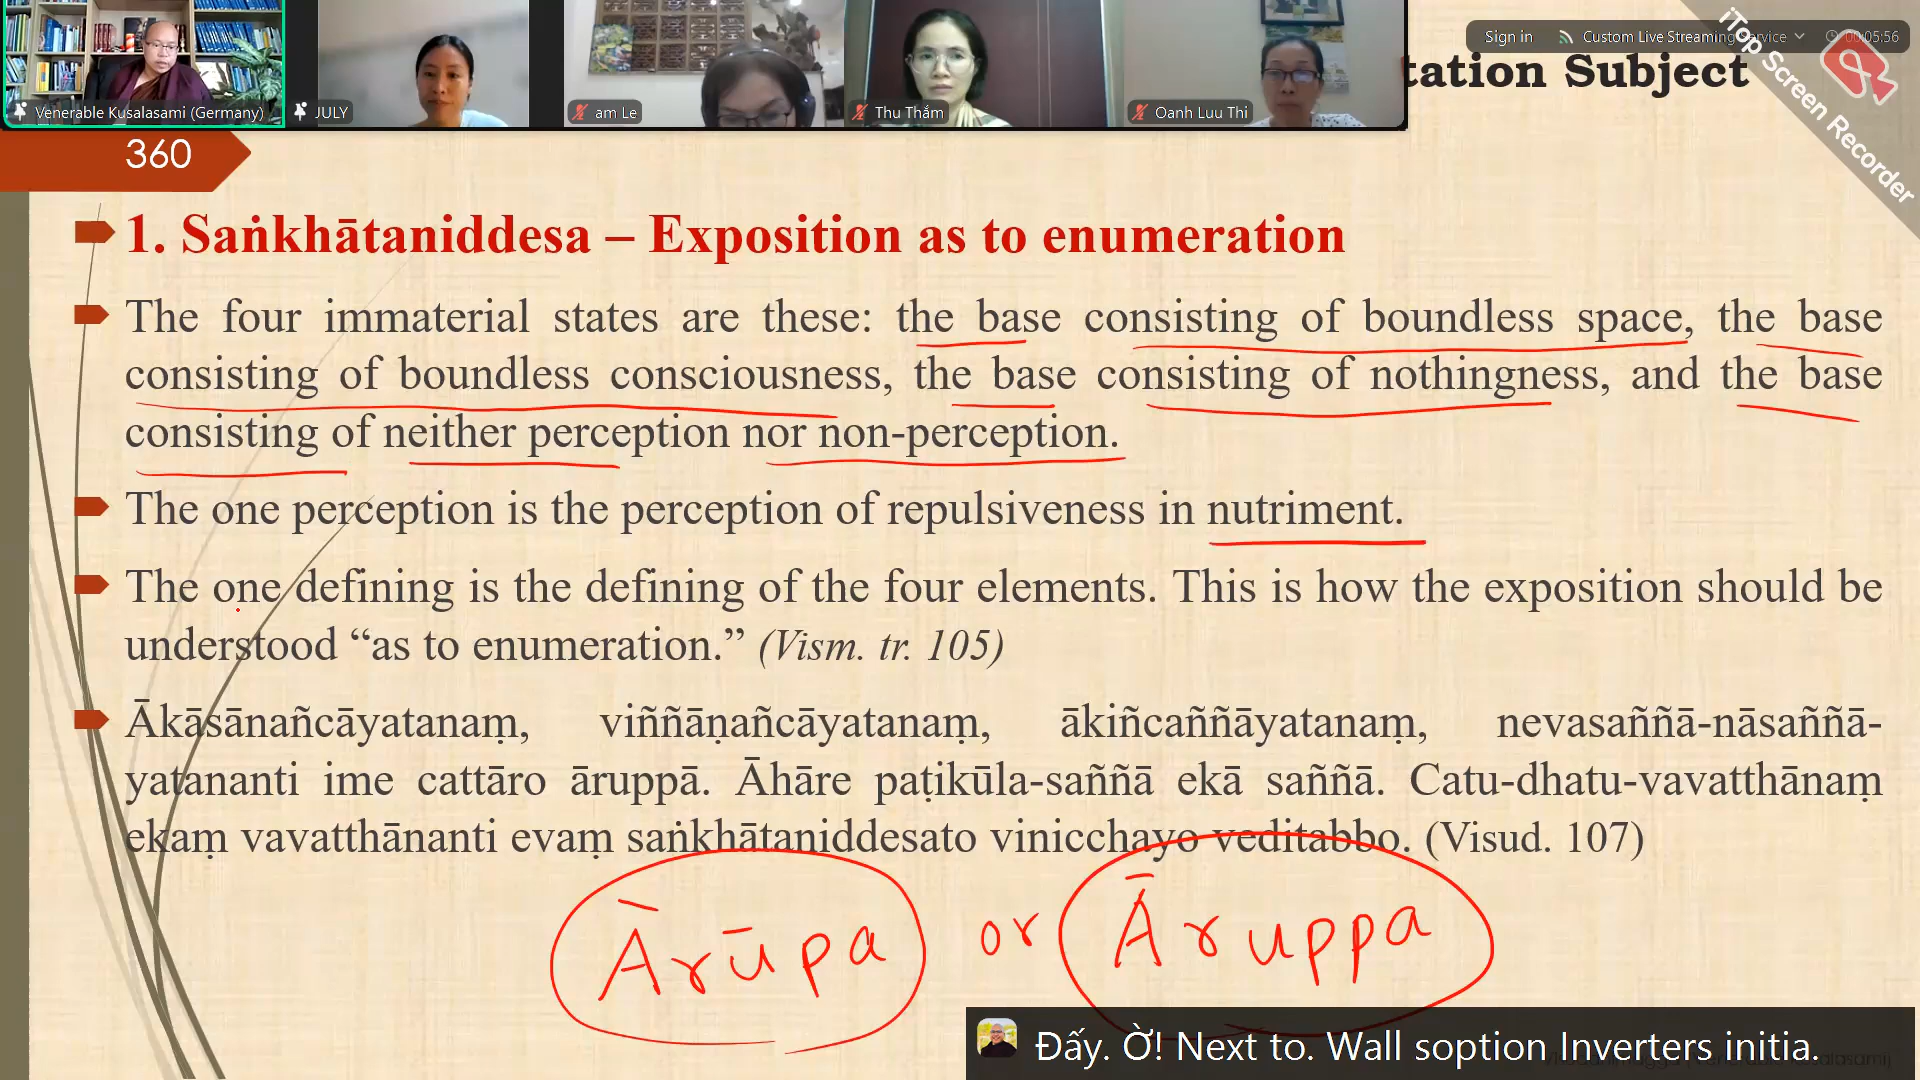 Venerable Kusalasami (Germany)
JULY
am Le
Thu Thắm
Oanh Luu Thi
Sign in
Custom Live Streaming Service
00:05:56
iTop Screen Recorder
tation Subject
360
1. Saṅkhātaniddesa – Exposition as to enumeration
The four immaterial states are these: the base consisting of boundless space, the base
consisting of boundless consciousness, the base consisting of nothingness, and the base
consisting of neither perception nor non-perception.
The one perception is the perception of repulsiveness in nutriment.
The one defining is the defining of the four elements. This is how the exposition should be
understood “as to enumeration.” (Vism. tr. 105)
Ākāsānañcāyatanaṃ, viññāṇañcāyatanaṃ, ākiñcaññāyatanaṃ, nevasaññā-nāsaññā-
yatananti ime cattāro āruppā. Āhāre paṭikūla-saññā ekā saññā. Catu-dhatu-vavatthānaṃ
ekaṃ vavatthānanti evaṃ saṅkhātaniddesato vinicchayo veditabbo. (Visud. 107)
Ārūpa or Āruppa
Đấy. Ờ! Next to. Wall soption Inverters initia.